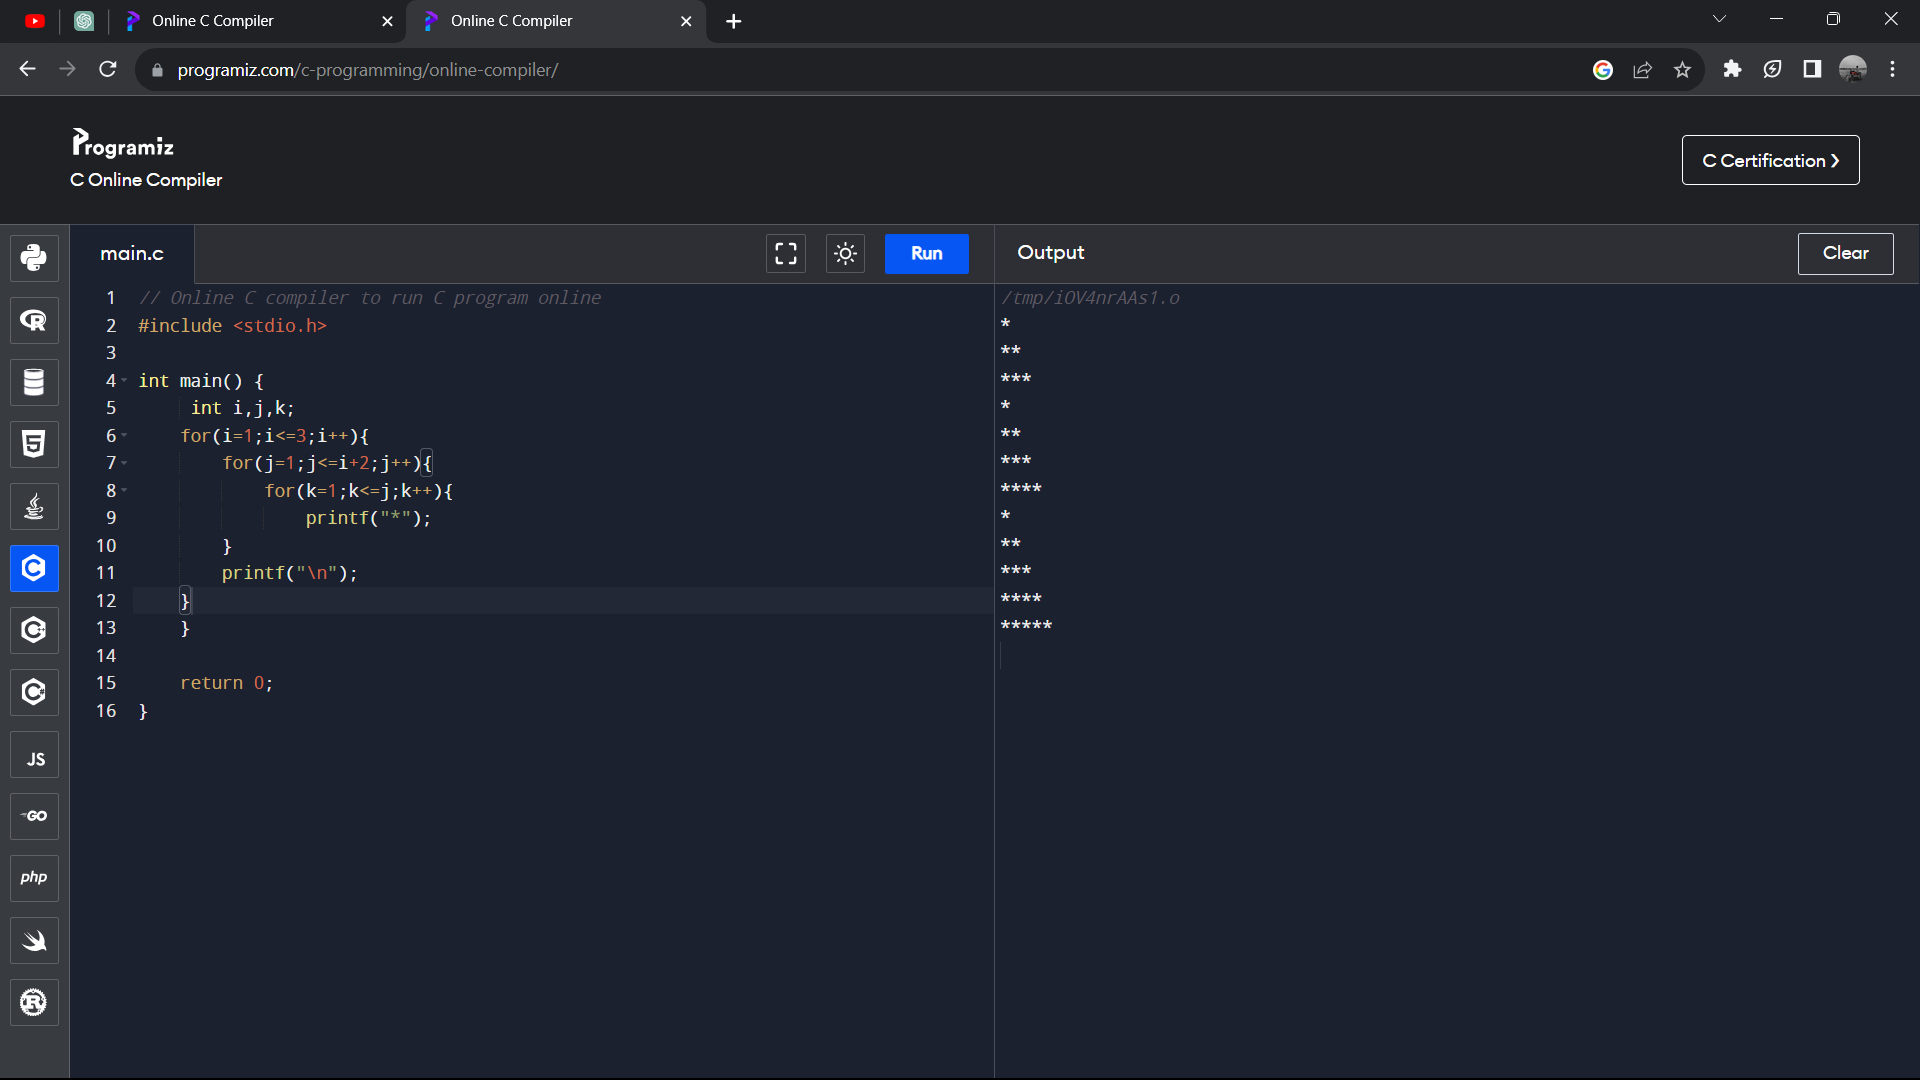 Online C Compiler
Online C Compiler
programiz.com/c-programming/online-compiler/
Programiz
C Online Compiler
C Certification ❯
main.c
Run
Output
Clear
1 // Online C compiler to run C program online
2 #include <stdio.h>
3
4 int main() {
5      int i,j,k;
6     for(i=1;i<=3;i++){
7         for(j=1;j<=i+2;j++){
8             for(k=1;k<=j;k++){
9                 printf("*");
10         }
11         printf("\n");
12     }
13     }
14
15     return 0;
16 }
/tmp/iOV4nrAAs1.o
*
**
***
*
**
***
****
*
**
***
****
*****
JS
GO
php